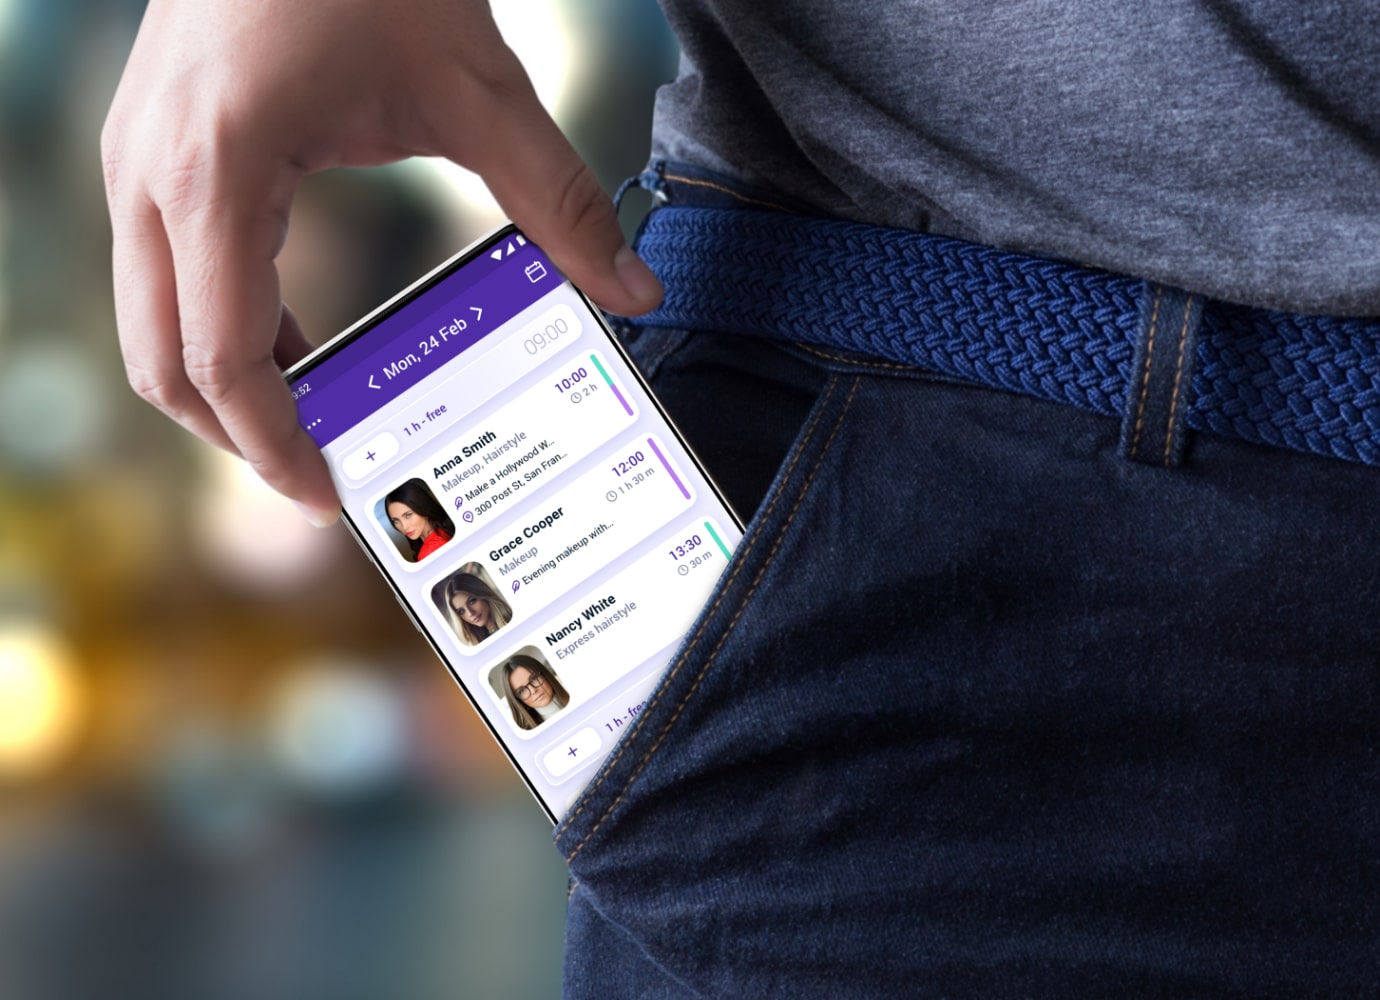 9:52
Mon, 24 Feb
1 h - free
09:00
Anna Smith
10:00
Makeup, Hairstyle
2 h
Make a Hollywood W...
300 Post St, San Fran...
Grace Cooper
12:00
Makeup
1 h 30 m
Evening makeup with...
Nancy White
13:30
Express hairstyle
30 m
1 h - free